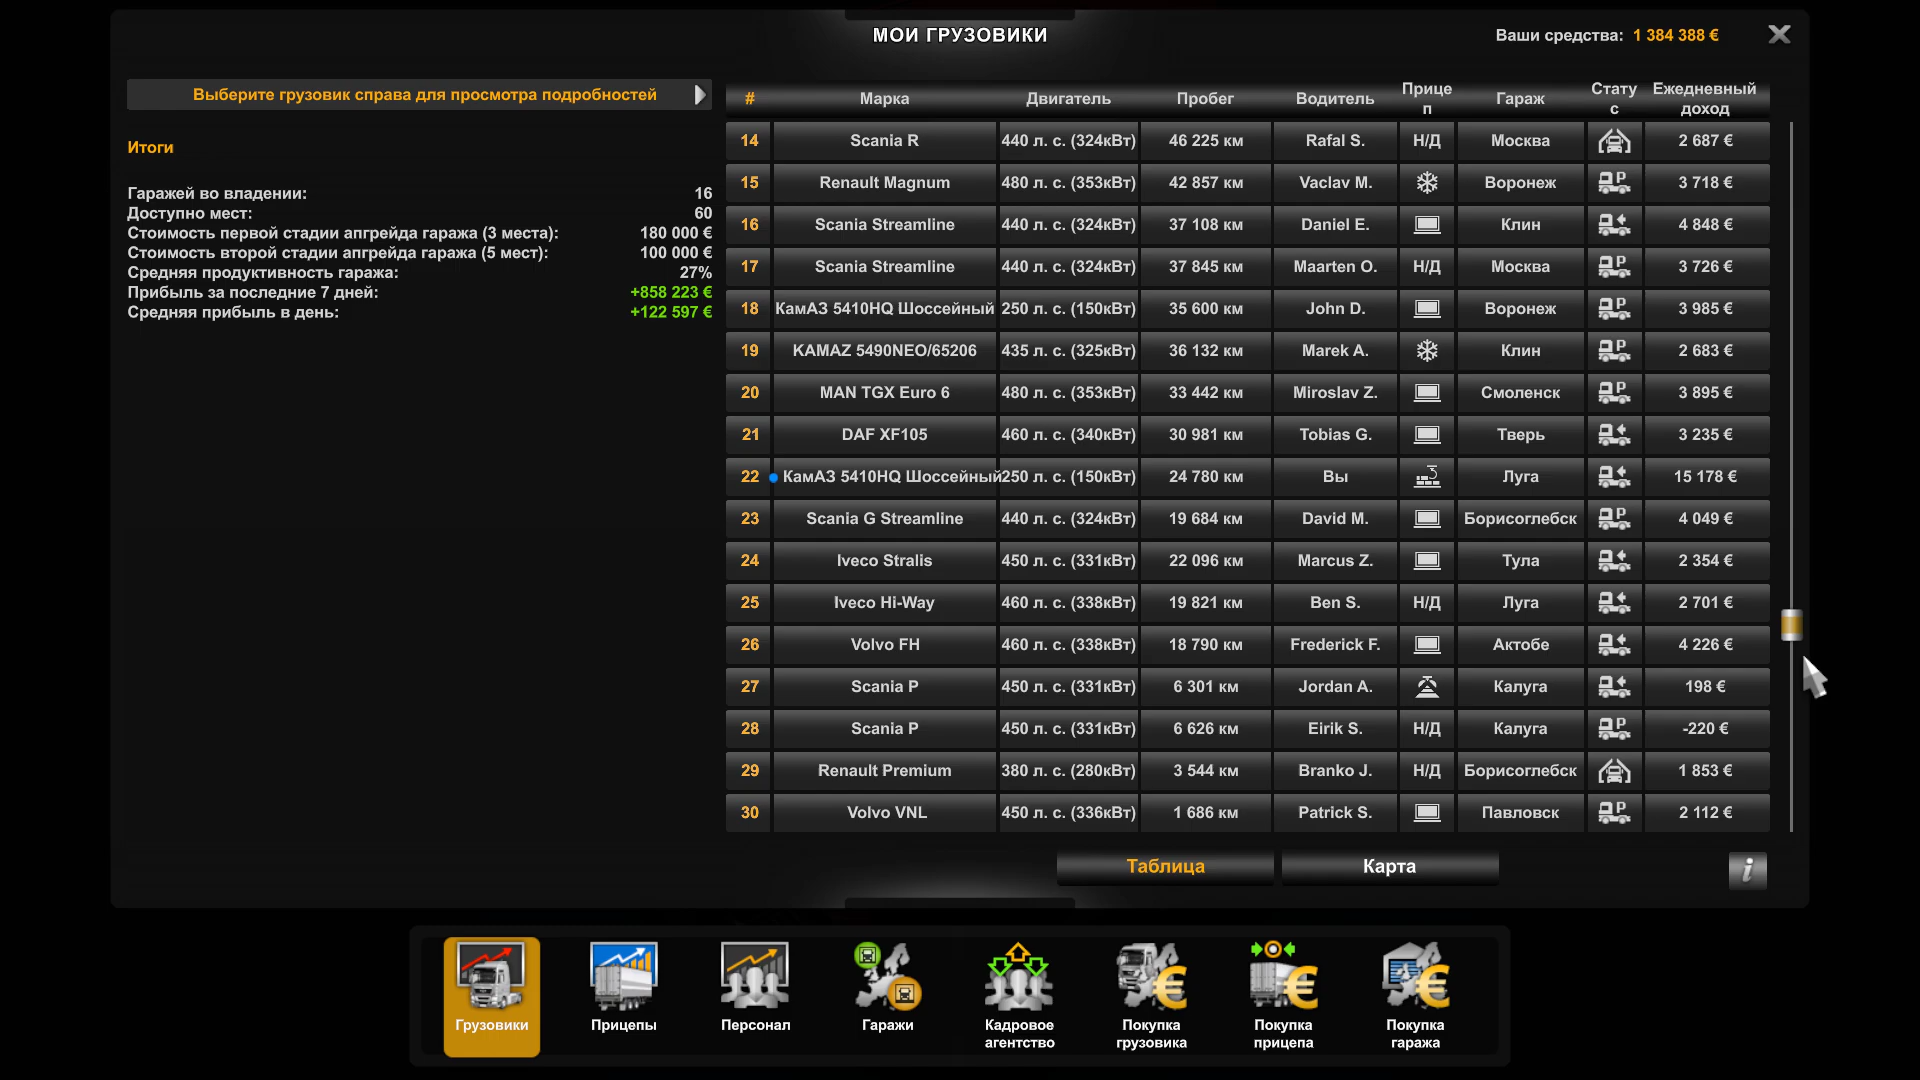 МОИ ГРУЗОВИКИ
Ваши средства: 1 384 388 €
Выберите грузовик справа для просмотра подробностей
Итоги
Гаражей во владении: 16
Доступно мест: 60
Стоимость первой стадии апгрейда гаража (3 места): 180 000 €
Стоимость второй стадии апгрейда гаража (5 мест): 100 000 €
Средняя продуктивность гаража: 27%
Прибыль за последние 7 дней: +858 223 €
Средняя прибыль в день: +122 597 €
# Марка Двигатель Пробег Водитель Прицеп Гараж Статус Ежедневный доход
14 Scania R 440 л. с. (324кВт) 46 225 км Rafal S. Н/Д Москва 2 687 €
15 Renault Magnum 480 л. с. (353кВт) 42 857 км Vaclav M. Воронеж P 3 718 €
16 Scania Streamline 440 л. с. (324кВт) 37 108 км Daniel E. Клин 4 848 €
17 Scania Streamline 440 л. с. (324кВт) 37 845 км Maarten O. Н/Д Москва P 3 726 €
18 КамАЗ 5410HQ Шоссейный 250 л. с. (150кВт) 35 600 км John D. Воронеж P 3 985 €
19 KAMAZ 5490NEO/65206 435 л. с. (325кВт) 36 132 км Marek A. Клин P 2 683 €
20 MAN TGX Euro 6 480 л. с. (353кВт) 33 442 км Miroslav Z. Смоленск P 3 895 €
21 DAF XF105 460 л. с. (340кВт) 30 981 км Tobias G. Тверь 3 235 €
22 КамАЗ 5410HQ Шоссейный 250 л. с. (150кВт) 24 780 км Вы Луга 15 178 €
23 Scania G Streamline 440 л. с. (324кВт) 19 684 км David M. Борисоглебск P 4 049 €
24 Iveco Stralis 450 л. с. (331кВт) 22 096 км Marcus Z. Тула 2 354 €
25 Iveco Hi-Way 460 л. с. (338кВт) 19 821 км Ben S. Н/Д Луга 2 701 €
26 Volvo FH 460 л. с. (338кВт) 18 790 км Frederick F. Актобе 4 226 €
27 Scania P 450 л. с. (331кВт) 6 301 км Jordan A. Калуга 198 €
28 Scania P 450 л. с. (331кВт) 6 626 км Eirik S. Н/Д Калуга P -220 €
29 Renault Premium 380 л. с. (280кВт) 3 544 км Branko J. Н/Д Борисоглебск 1 853 €
30 Volvo VNL 450 л. с. (336кВт) 1 686 км Patrick S. Павловск P 2 112 €
Таблица Карта i
Грузовики
Прицепы
Персонал
Гаражи
Кадровое
агентство
Покупка
грузовика
Покупка
прицепа
Покупка
гаража